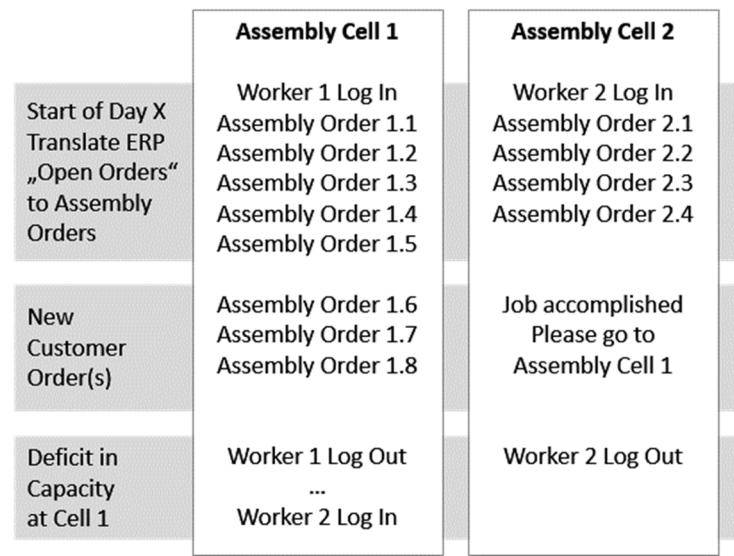 Assembly Cell 1
Assembly Cell 2
Start of Day X
Translate ERP
„Open Orders“
to Assembly
Orders
Worker 1 Log In
Assembly Order 1.1
Assembly Order 1.2
Assembly Order 1.3
Assembly Order 1.4
Assembly Order 1.5
Worker 2 Log In
Assembly Order 2.1
Assembly Order 2.2
Assembly Order 2.3
Assembly Order 2.4
New
Customer
Order(s)
Assembly Order 1.6
Assembly Order 1.7
Assembly Order 1.8
Job accomplished
Please go to
Assembly Cell 1
Deficit in
Capacity
at Cell 1
Worker 1 Log Out
...
Worker 2 Log In
Worker 2 Log Out